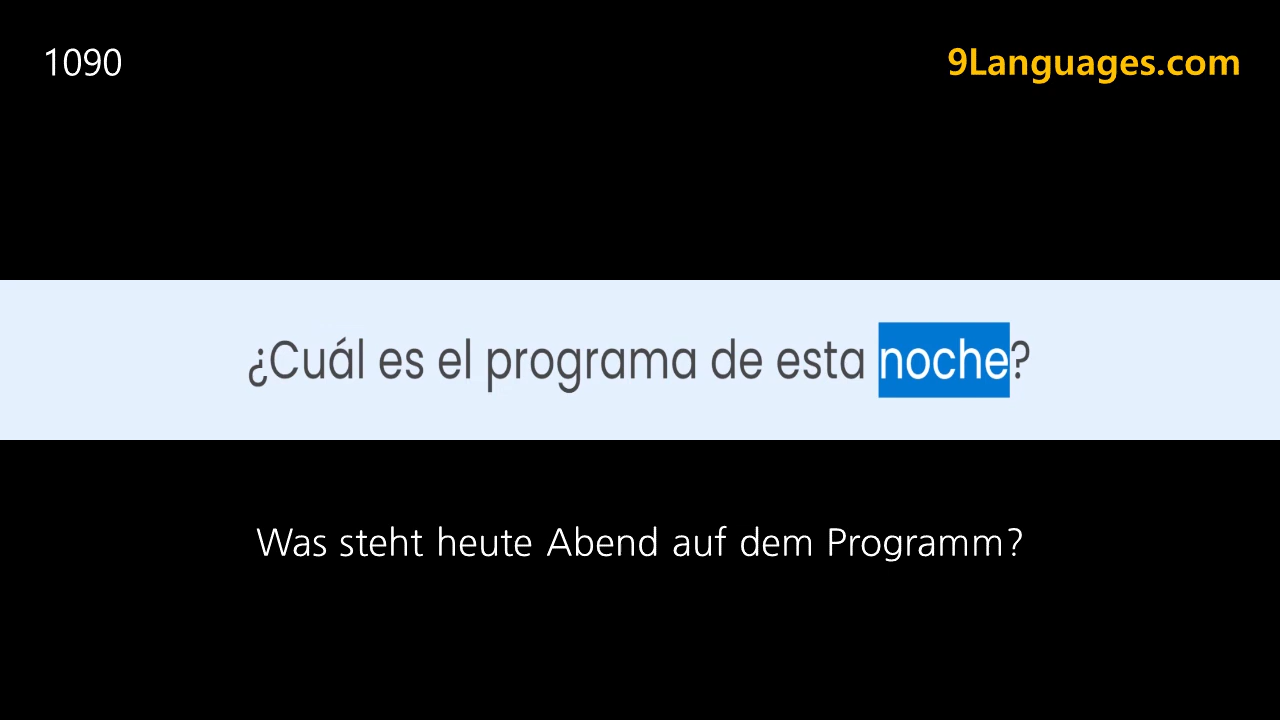 1090
9Languages.com
¿Cuál es el programa de esta noche?
Was steht heute Abend auf dem Programm?